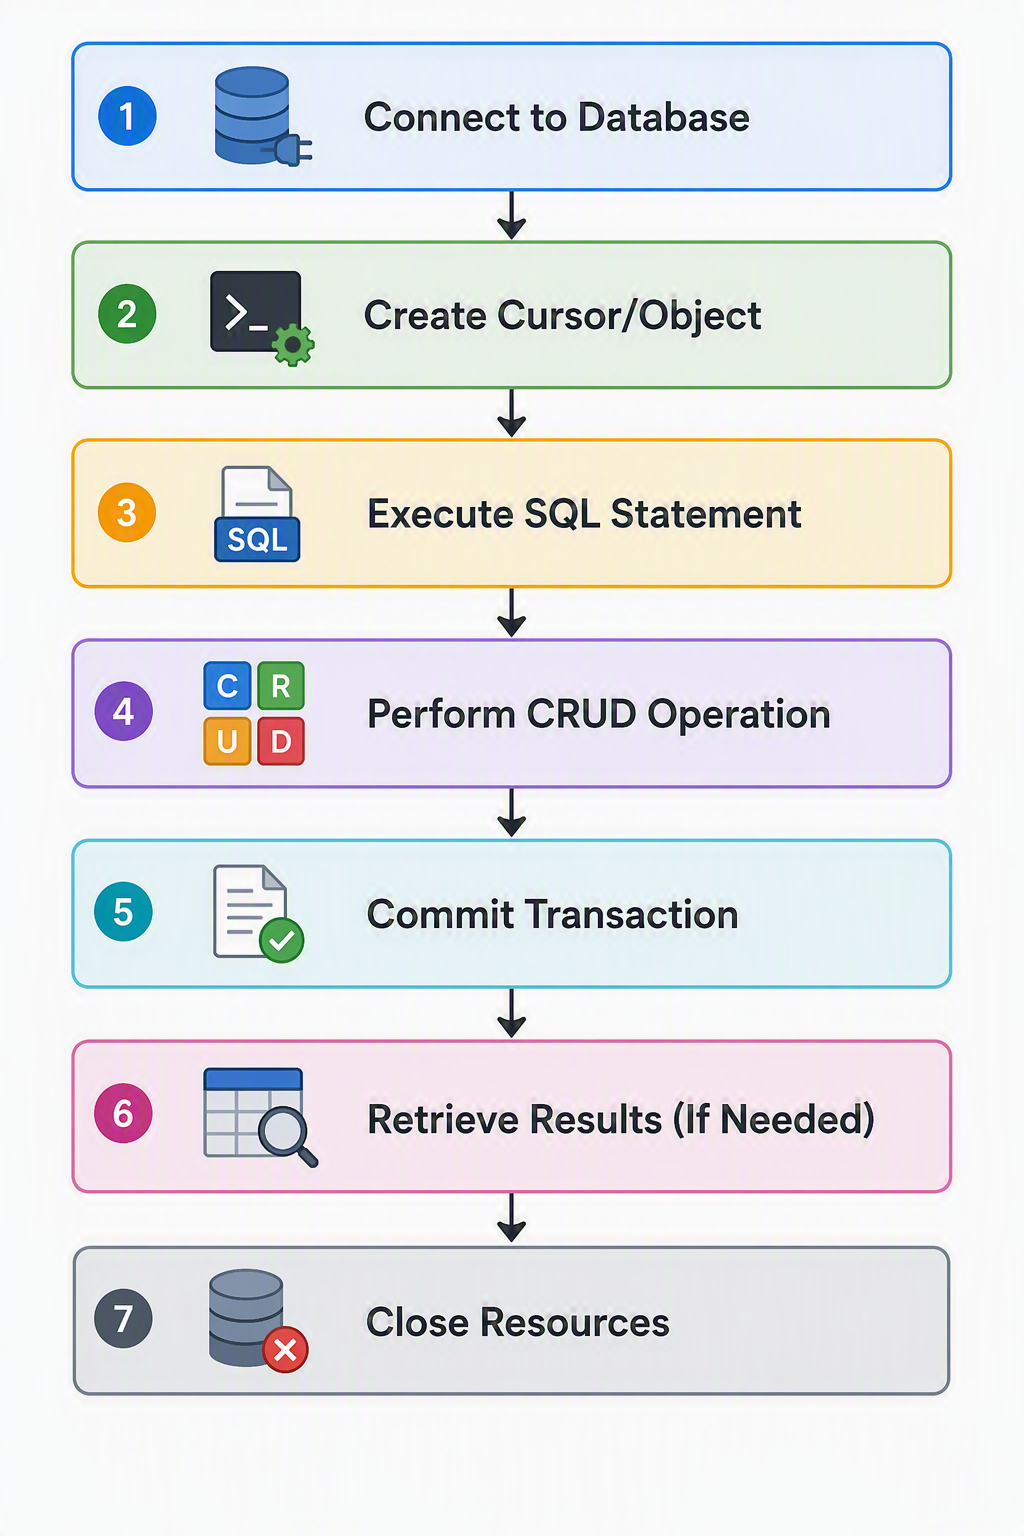 1
Connect to Database
2
>_
Create Cursor/Object
3
SQL
Execute SQL Statement
4
C R
U D
Perform CRUD Operation
5
Commit Transaction
6
Retrieve Results (If Needed)
7
Close Resources